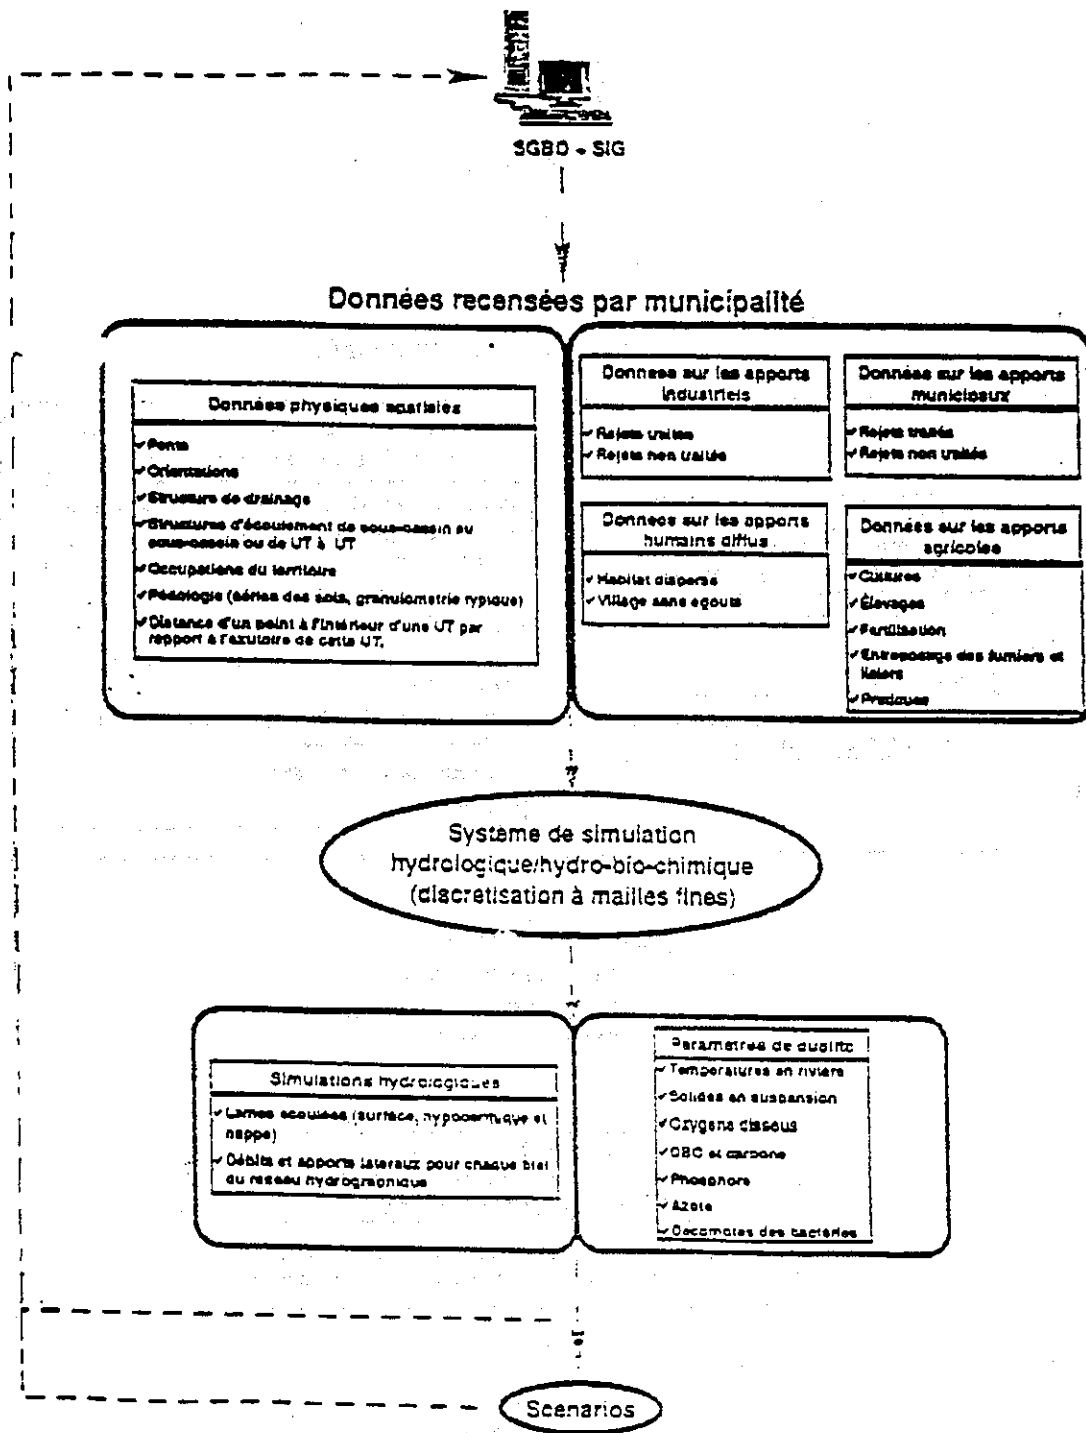 SGBD - SIG
Données recensées par municipalité
Données physiques spatiales
✓ Pente
✓ Orientations
✓ Structure de drainage
✓ Structures d'écoulement de sous-bassin au
sous-bassin ou de UT à UT
✓ Occupations du territoire
✓ Pédologie (séries des sols, granulométrie typique)
✓ Distance d'un point à l'intérieur d'une UT par
rapport à l'exutoire de cette UT.
Données sur les apports
industriels
✓ Rejets traités
✓ Rejets non traités
Données sur les apports
municipaux
✓ Rejets traités
✓ Rejets non traités
Données sur les apports
humains diffus
✓ Habitat dispersé
✓ Village sans égouts
Données sur les apports
agricoles
✓ Cultures
✓ Élevages
✓ Fertilisation
✓ Entreposage des fumiers et
lisiers
✓ Pratiques
Système de simulation
hydrologique/hydro-bio-chimique
(discrétisation à mailles fines)
Simulations hydrologiques
✓ Lames écoulées (surface, hypodermique et
nappe)
✓ Débits et apports latéraux pour chaque bief
du réseau hydrographique
Paramètres de qualité
✓ Températures en rivière
✓ Solides en suspension
✓ Oxygène dissous
✓ DBO et carbone
✓ Phosphore
✓ Azote
✓ Décomptes des bactéries
Scenarios